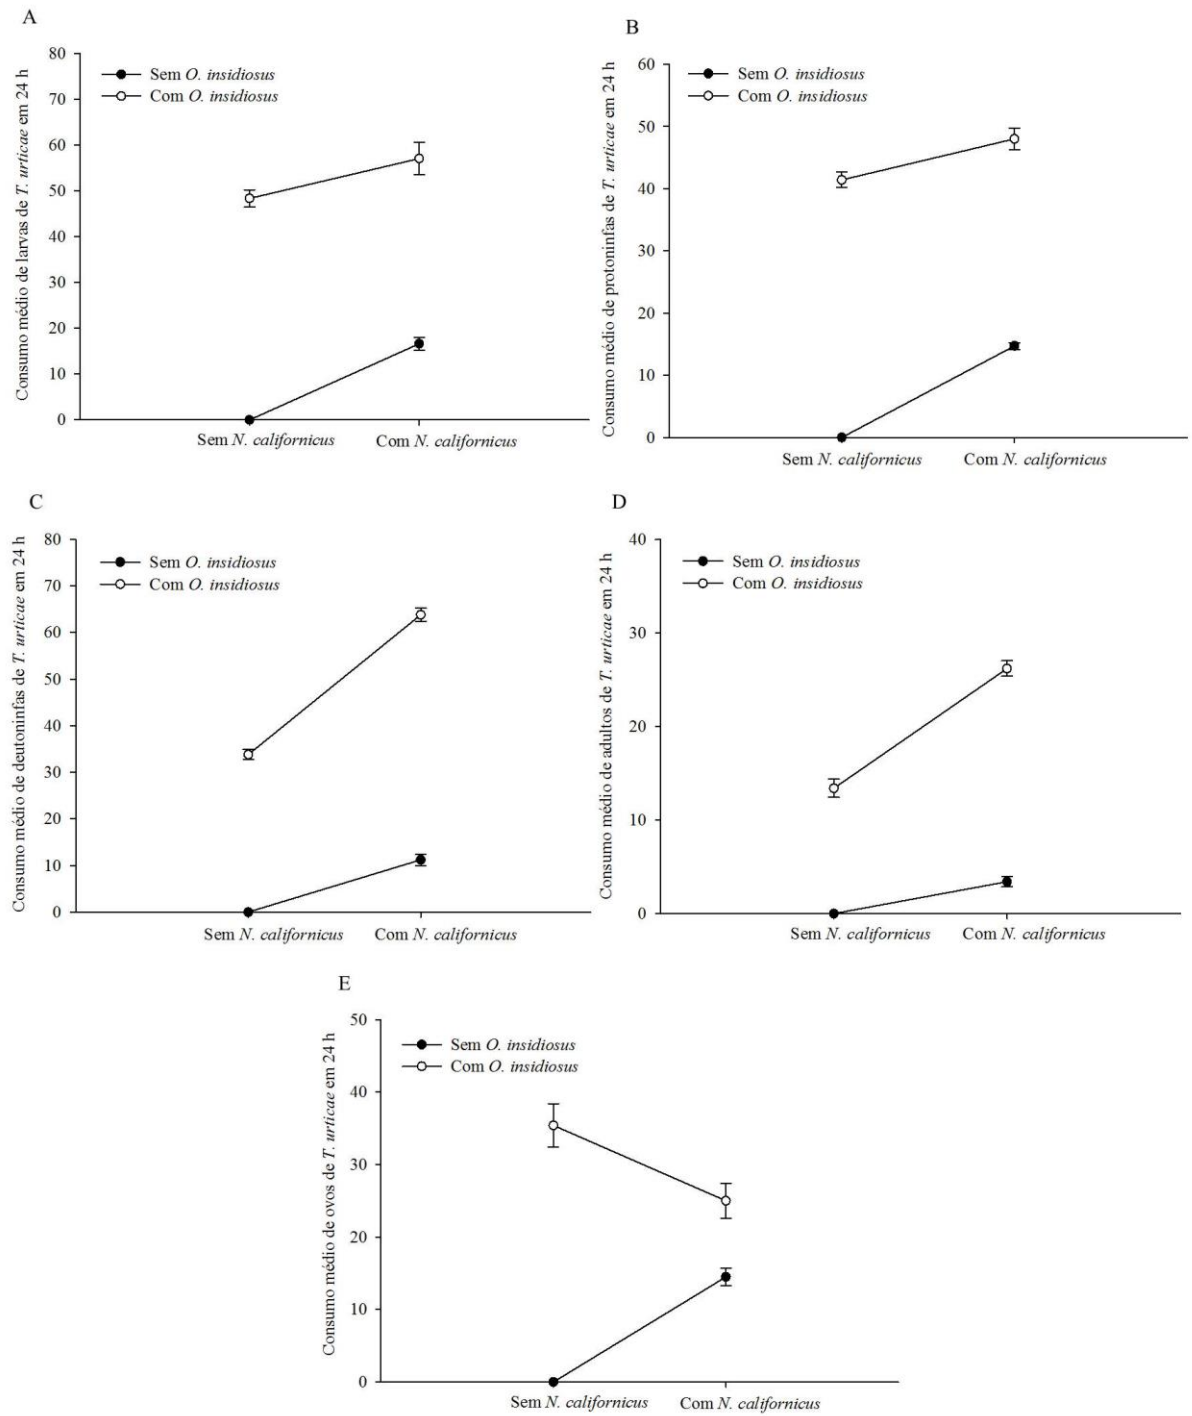 A
Consumo médio de larvas de T. urticae em 24 h
80
70
60
50
40
30
20
10
0
Sem O. insidiosus
Com O. insidiosus
Sem N. californicus
Com N. californicus
B
Consumo médio de protoninfas de T. urticae em 24 h
60
50
40
30
20
10
0
Sem O. insidiosus
Com O. insidiosus
Sem N. californicus
Com N. californicus
C
Consumo médio de deutoninfas de T. urticae em 24 h
80
70
60
50
40
30
20
10
0
Sem O. insidiosus
Com O. insidiosus
Sem N. californicus
Com N. californicus
D
Consumo médio de adultos de T. urticae em 24 h
40
30
20
10
0
Sem O. insidiosus
Com O. insidiosus
Sem N. californicus
Com N. californicus
E
Consumo médio de ovos de T. urticae em 24 h
50
40
30
20
10
0
Sem O. insidiosus
Com O. insidiosus
Sem N. californicus
Com N. californicus